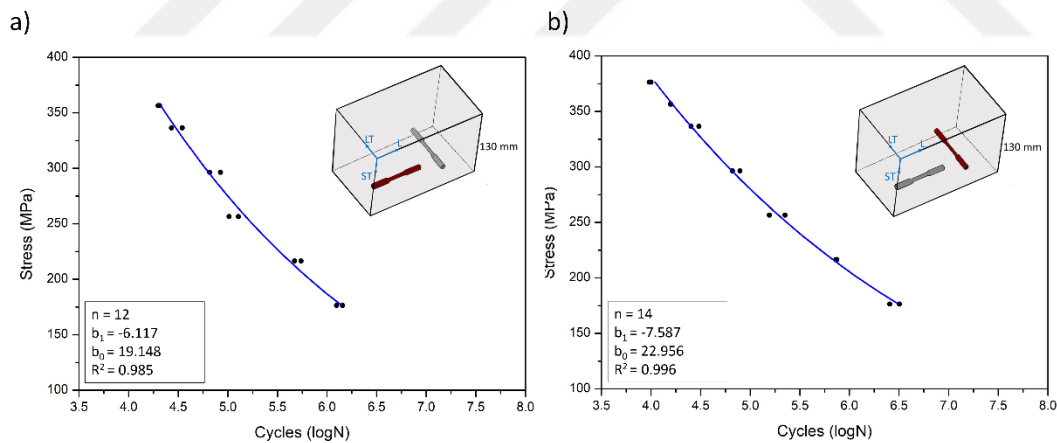 a)
400
350
300
250
200
150
100
Stress (MPa)
LT
L
ST
130 mm
n = 12
b1 = -6.117
b0 = 19.148
R2 = 0.985
3.5 4.0 4.5 5.0 5.5 6.0 6.5 7.0 7.5 8.0
Cycles (logN)
b)
400
350
300
250
200
150
100
Stress (MPa)
LT
L
ST
130 mm
n = 14
b1 = -7.587
b0 = 22.956
R2 = 0.996
3.5 4.0 4.5 5.0 5.5 6.0 6.5 7.0 7.5 8.0
Cycles (logN)